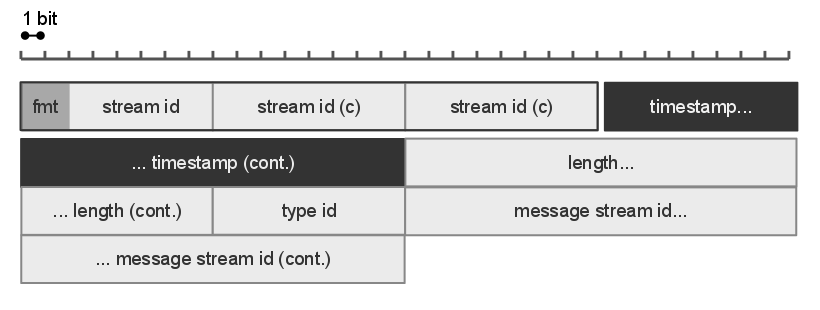 1 bit
fmt stream id stream id (c) stream id (c) timestamp...
... timestamp (cont.) length...
... length (cont.) type id message stream id...
... message stream id (cont.)